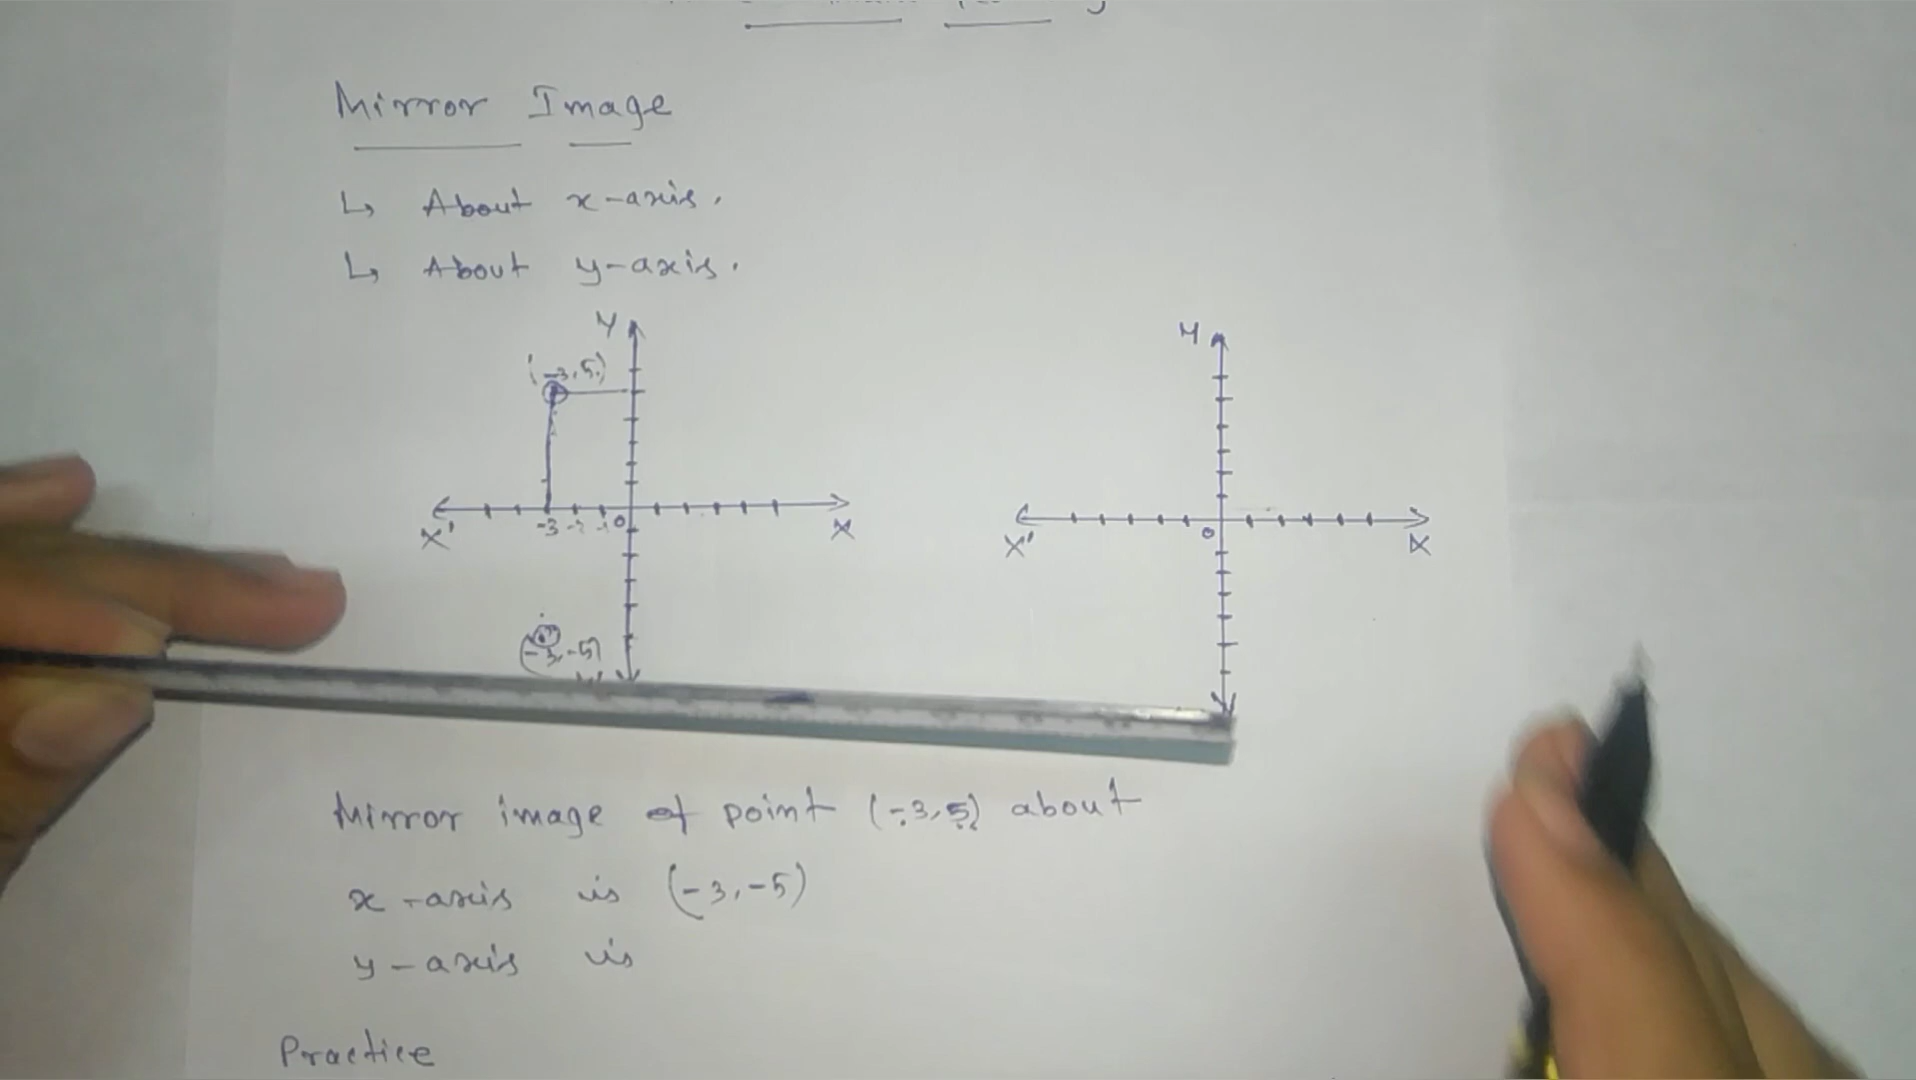 Mirror Image
↳ About x-axis.
↳ About y-axis.
Y
(-3,5)
X' -3 -2 -1 0 X
(-3,-5)
Y
X' 0 X
Mirror image of point (-3,5) about
x-axis is (-3,-5)
y-axis is
Practice